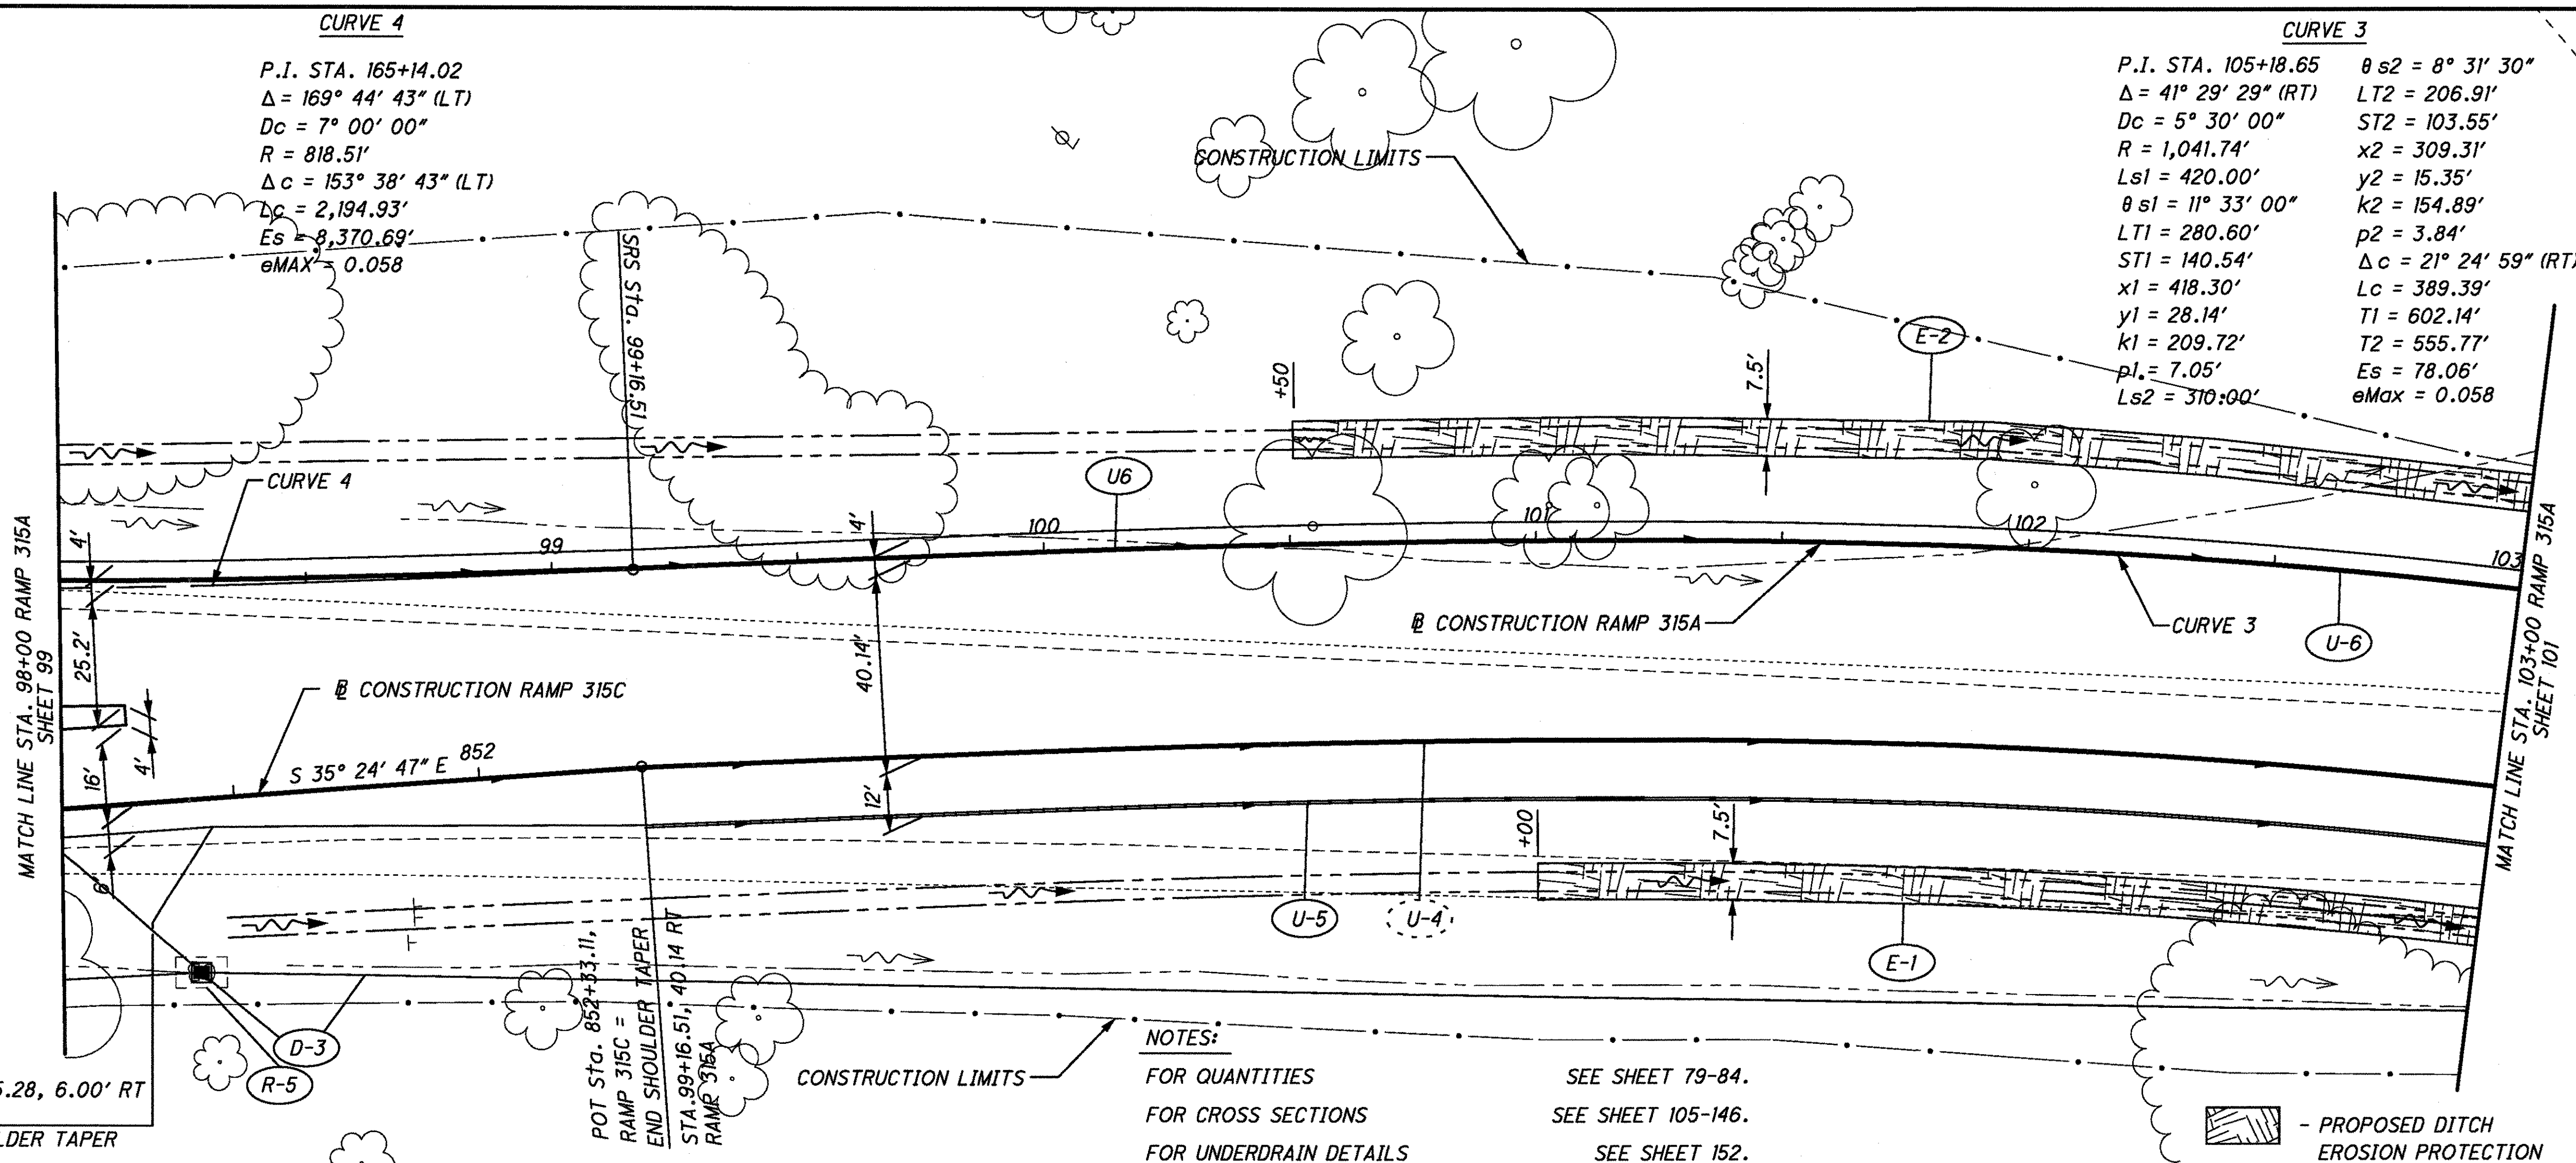 CURVE 4
P.I. STA. 165+14.02
Δ = 169° 44' 43" (LT)
Dc = 7° 00' 00"
R = 818.51'
Δ c = 153° 38' 43" (LT)
Lc = 2,194.93'
Es = 8,370.69'
eMAX = 0.058
CURVE 3
P.I. STA. 105+18.65
Δ = 41° 29' 29" (RT)
Dc = 5° 30' 00"
R = 1,041.74'
Ls1 = 420.00'
θ s1 = 11° 33' 00"
LT1 = 280.60'
ST1 = 140.54'
x1 = 418.30'
y1 = 28.14'
k1 = 209.72'
p1. = 7.05'
Ls2 = 310.00'
θ s2 = 8° 31' 30"
LT2 = 206.91'
ST2 = 103.55'
x2 = 309.31'
y2 = 15.35'
k2 = 154.89'
p2 = 3.84'
Δ c = 21° 24' 59" (RT)
Lc = 389.39'
T1 = 602.14'
T2 = 555.77'
Es = 78.06'
eMax = 0.058
CONSTRUCTION LIMITS
SRS Sta. 99+16.51
E-2
+50
7.5'
CURVE 4
U6
4'
4'
99
100
101
102
103
MATCH LINE STA. 98+00 RAMP 315A
SHEET 99
25.2'
40.14'
CONSTRUCTION RAMP 315A
CURVE 3
U-6
MATCH LINE STA. 103+00 RAMP 315A
SHEET 101
CONSTRUCTION RAMP 315C
S 35° 24' 47" E
852
16'
4'
12'
6'
+00
7.5'
U-5
U-4
E-1
POT Sta. 852+33.11,
RAMP 315C =
END SHOULDER TAPER
STA.99+16.51, 40.14 RT
RAMP 315A
D-3
R-5
5.28, 6.00' RT
LDER TAPER
CONSTRUCTION LIMITS
NOTES:
FOR QUANTITIES SEE SHEET 79-84.
FOR CROSS SECTIONS SEE SHEET 105-146.
FOR UNDERDRAIN DETAILS SEE SHEET 152.
- PROPOSED DITCH
EROSION PROTECTION